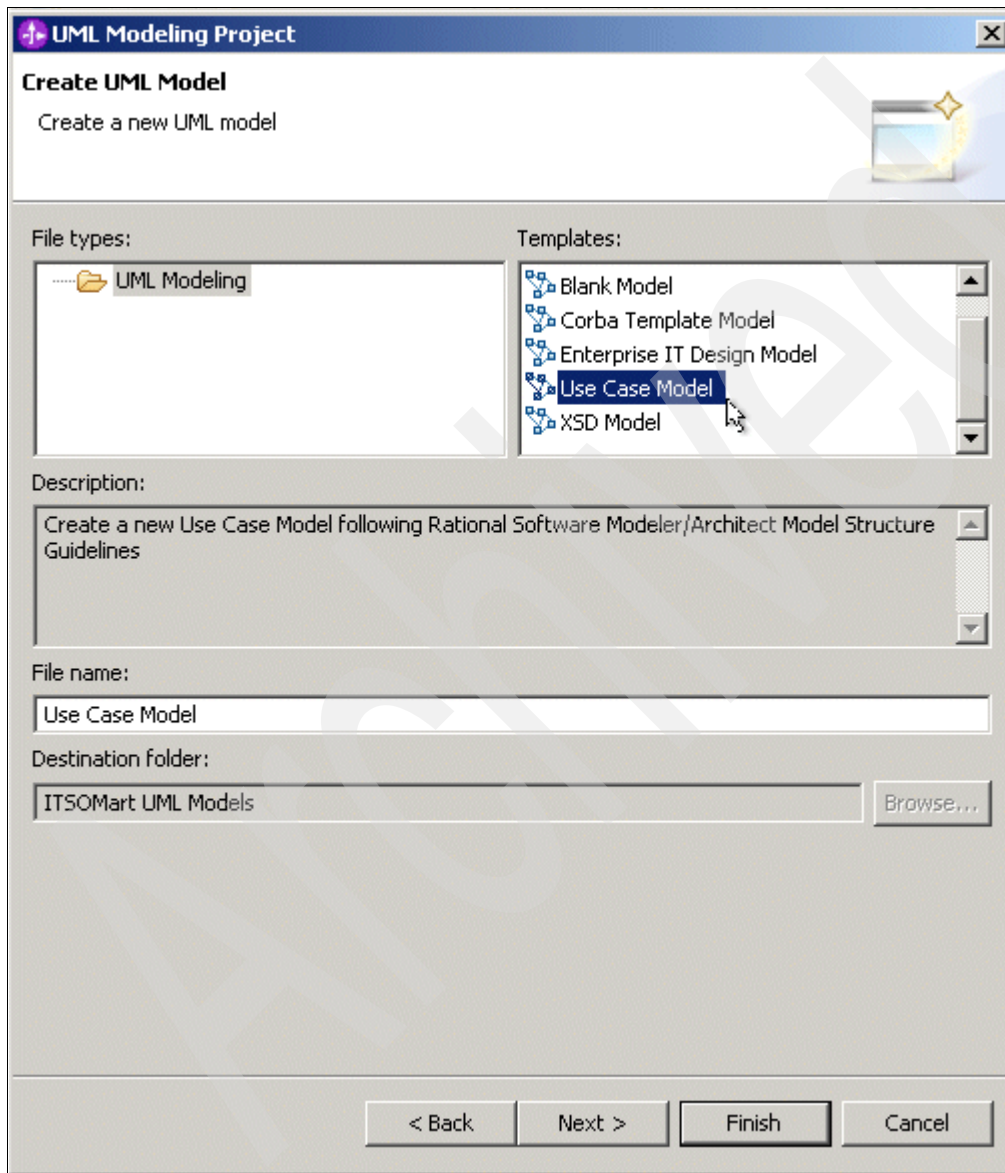 UML Modeling Project
Create UML Model
Create a new UML model
File types:
UML Modeling
Templates:
Blank Model
Corba Template Model
Enterprise IT Design Model
Use Case Model
XSD Model
Description:
Create a new Use Case Model following Rational Software Modeler/Architect Model Structure
Guidelines
File name:
Use Case Model
Destination folder:
ITSOMart UML Models
Browse...
< Back
Next >
Finish
Cancel
Archived